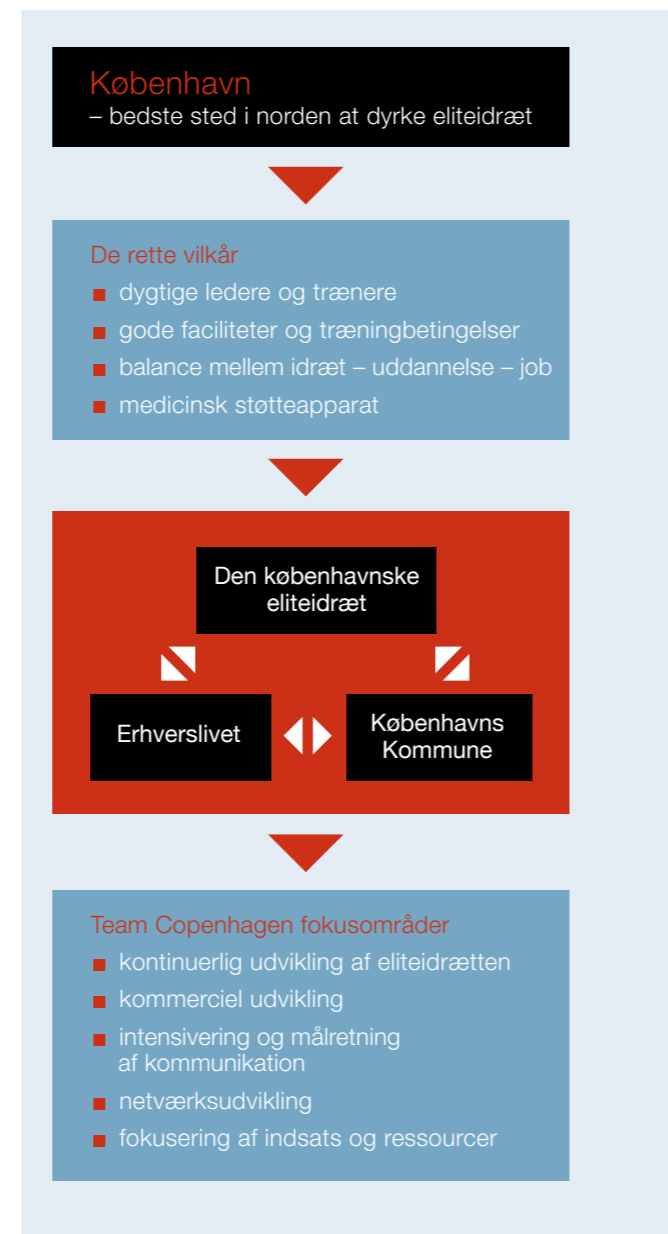 København
– bedste sted i norden at dyrke eliteidræt
De rette vilkår
dygtige ledere og trænere
gode faciliteter og træningbetingelser
balance mellem idræt – uddannelse – job
medicinsk støtteapparat
Den københavnske
eliteidræt
Erhverslivet
Københavns
Kommune
Team Copenhagen fokusområder
kontinuerlig udvikling af eliteidrætten
kommerciel udvikling
intensivering og målretning
af kommunikation
netværksudvikling
fokusering af indsats og ressourcer